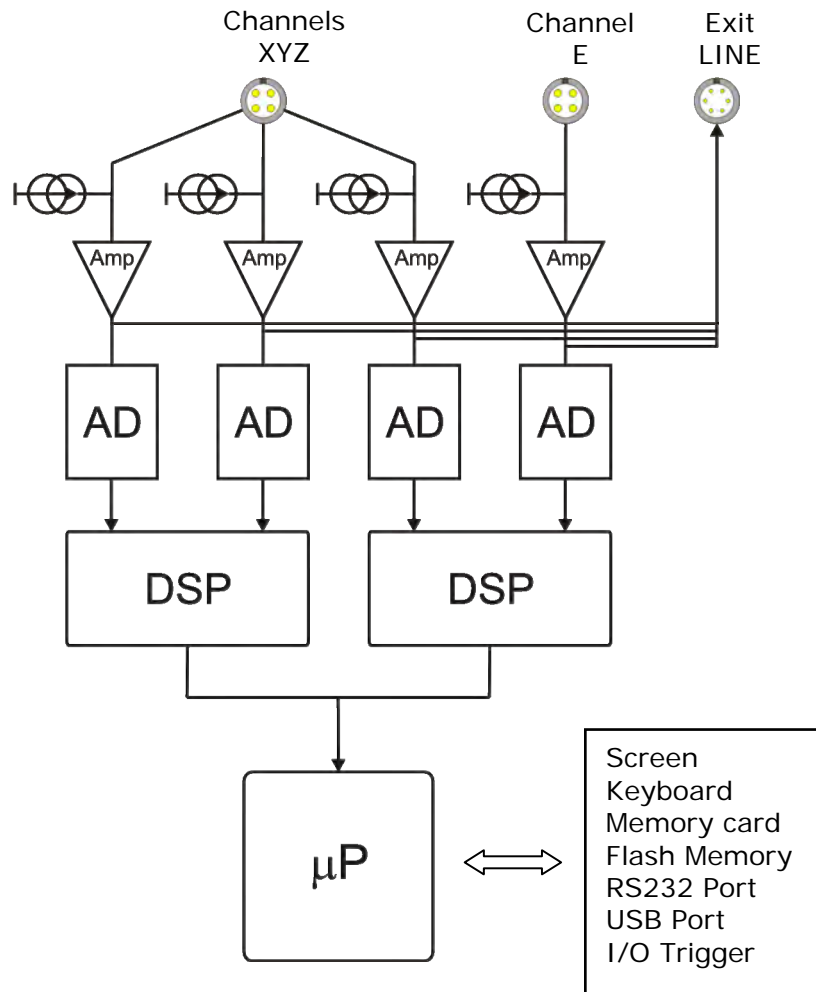 Channels
XYZ
Channel
E
Exit
LINE
Amp
Amp
Amp
Amp
AD
AD
AD
AD
DSP
DSP
μP
Screen
Keyboard
Memory card
Flash Memory
RS232 Port
USB Port
I/O Trigger